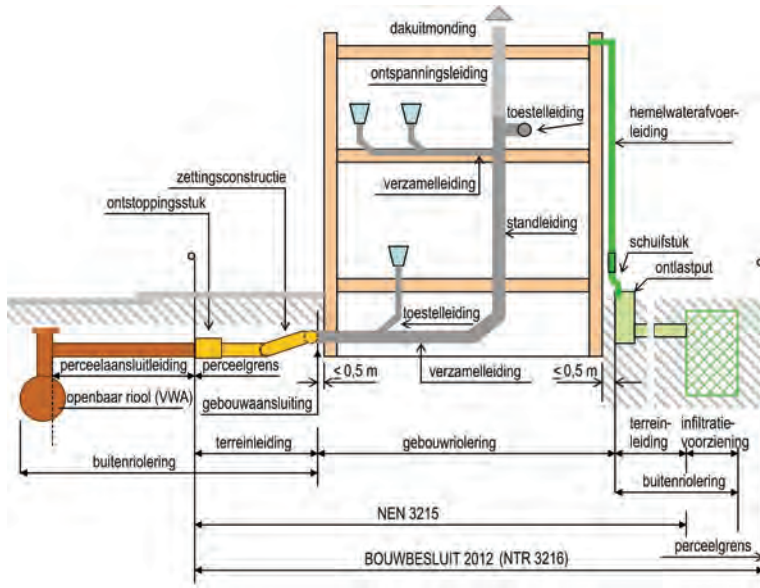 dakuitmonding
ontspanningsleiding
toestelleiding
hemelwaterafvoer-
leiding
zettingsconstructie
verzamelleiding
ontstoppingsstuk
standleiding
schuifstuk
ontlastput
toestelleiding
perceelaansluitleiding
perceelgrens
≤ 0,5 m
verzamelleiding
≤ 0,5 m
openbaar riool (VWA)
gebouwaansluiting
terreinleiding
gebouwriolering
terrein-
leiding
infiltratie-
voorziening
buitenriolering
buitenriolering
NEN 3215
perceelgrens
BOUWBESLUIT 2012 (NTR 3216)